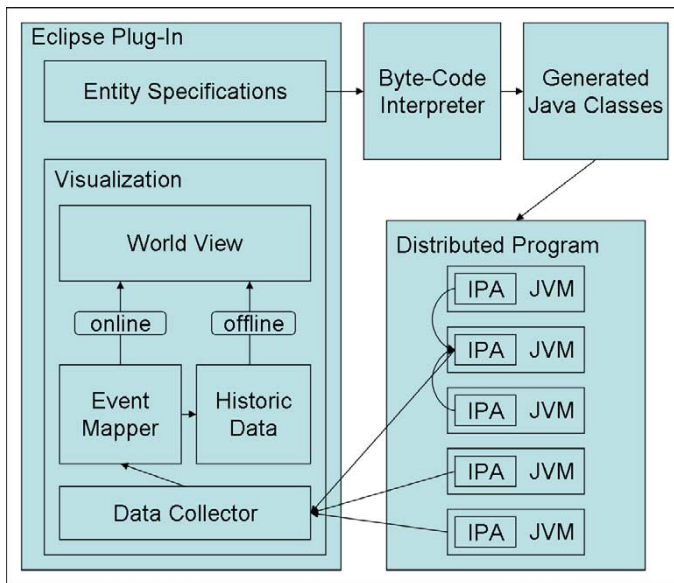 Eclipse Plug-In
Entity Specifications
Byte-Code
Interpreter
Generated
Java Classes
Visualization
World View
online
offline
Event
Mapper
Historic
Data
Data Collector
Distributed Program
IPA JVM
IPA JVM
IPA JVM
IPA JVM
IPA JVM